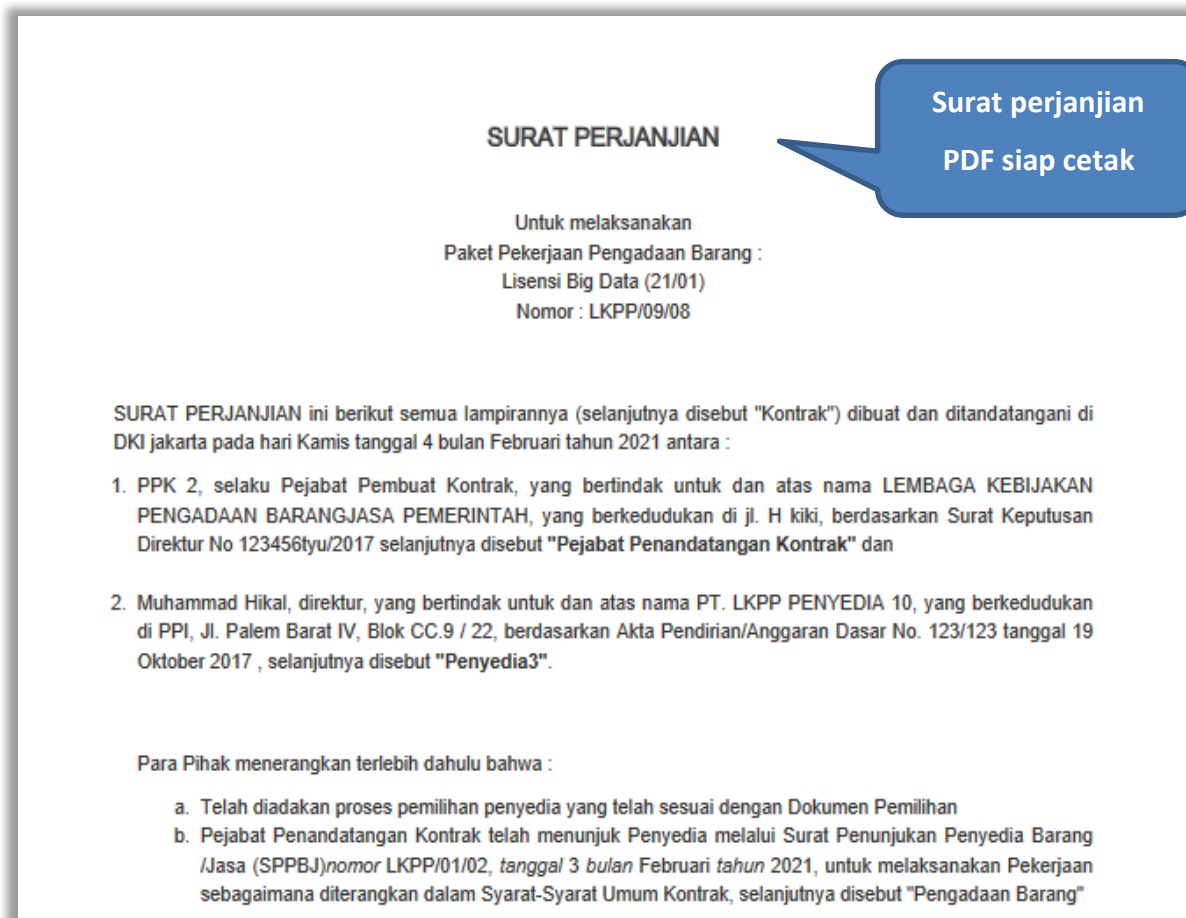 SURAT PERJANJIAN
Surat perjanjian
PDF siap cetak
Untuk melaksanakan
Paket Pekerjaan Pengadaan Barang :
Lisensi Big Data (21/01)
Nomor : LKPP/09/08
SURAT PERJANJIAN ini berikut semua lampirannya (selanjutnya disebut "Kontrak") dibuat dan ditandatangani di
DKI jakarta pada hari Kamis tanggal 4 bulan Februari tahun 2021 antara :
1. PPK 2, selaku Pejabat Pembuat Kontrak, yang bertindak untuk dan atas nama LEMBAGA KEBIJAKAN
PENGADAAN BARANGJASA PEMERINTAH, yang berkedudukan di jl. H kiki, berdasarkan Surat Keputusan
Direktur No 123456tyu/2017 selanjutnya disebut "Pejabat Penandatangan Kontrak" dan
2. Muhammad Hikal, direktur, yang bertindak untuk dan atas nama PT. LKPP PENYEDIA 10, yang berkedudukan
di PPI, Jl. Palem Barat IV, Blok CC.9 / 22, berdasarkan Akta Pendirian/Anggaran Dasar No. 123/123 tanggal 19
Oktober 2017 , selanjutnya disebut "Penyedia3".
Para Pihak menerangkan terlebih dahulu bahwa :
a. Telah diadakan proses pemilihan penyedia yang telah sesuai dengan Dokumen Pemilihan
b. Pejabat Penandatangan Kontrak telah menunjuk Penyedia melalui Surat Penunjukan Penyedia Barang
/Jasa (SPPBJ)nomor LKPP/01/02, tanggal 3 bulan Februari tahun 2021, untuk melaksanakan Pekerjaan
sebagaimana diterangkan dalam Syarat-Syarat Umum Kontrak, selanjutnya disebut "Pengadaan Barang"